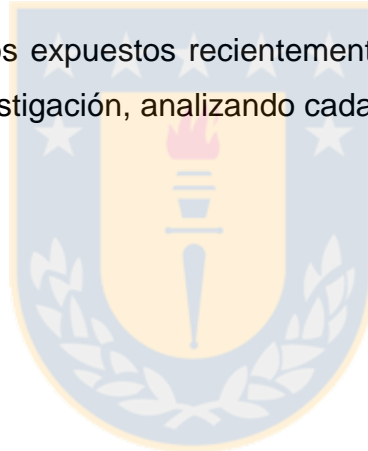 os expuestos recientement
stigación, analizando cada